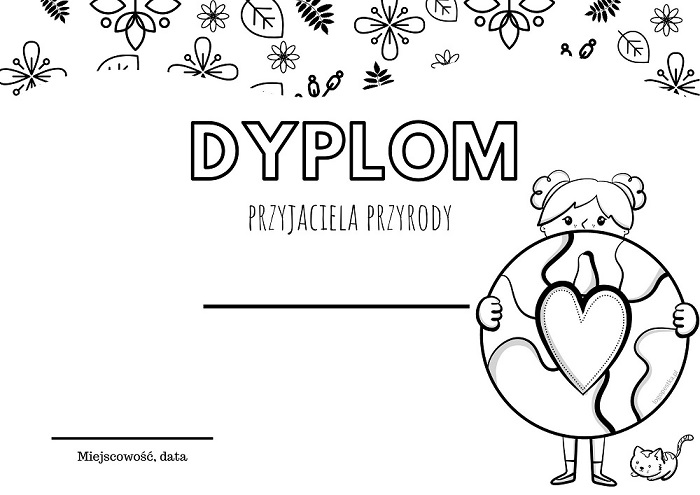 DYPLOM
PRZYJACIELA PRZYRODY
Miejscowość, data